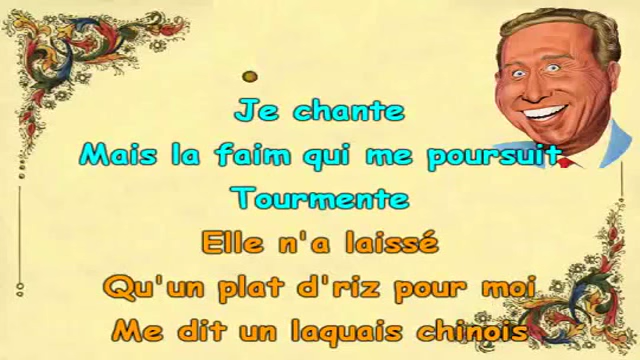 Je chante
Mais la faim qui me poursuit
Tourmente
Elle n'a laissé
Qu'un plat d'riz pour moi
Me dit un laquais chinois